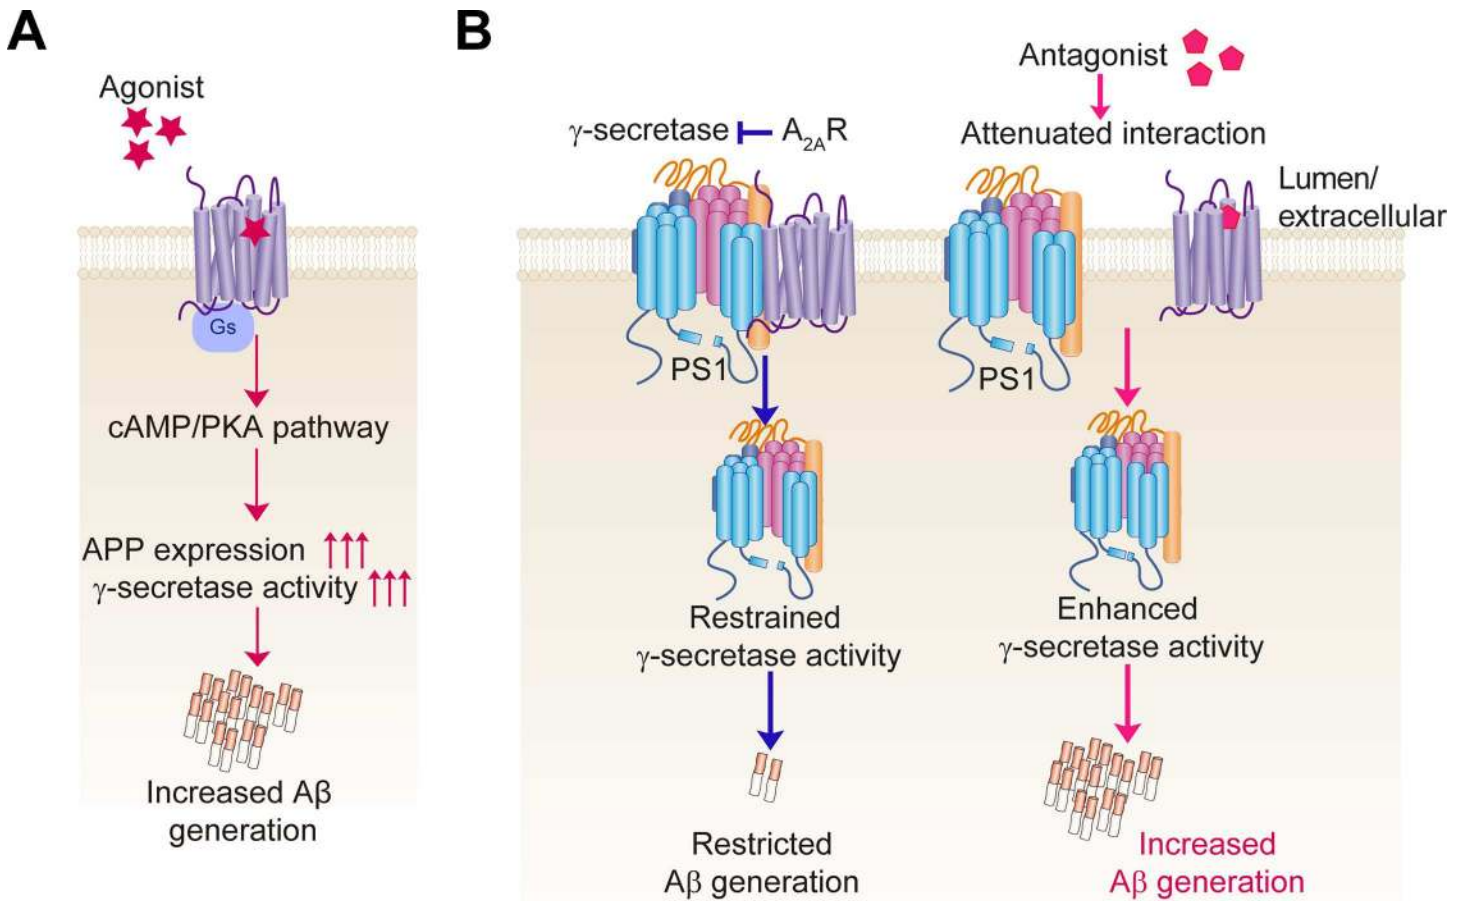 A
Agonist
Gs
cAMP/PKA pathway
APP expression ↑↑↑
γ-secretase activity ↑↑↑
Increased Aβ
generation
B
γ-secretase
A2AR
PS1
Restrained
γ-secretase activity
Restricted
Aβ generation
Antagonist
Attenuated interaction
Lumen/
extracellular
PS1
Enhanced
γ-secretase activity
Increased
Aβ generation